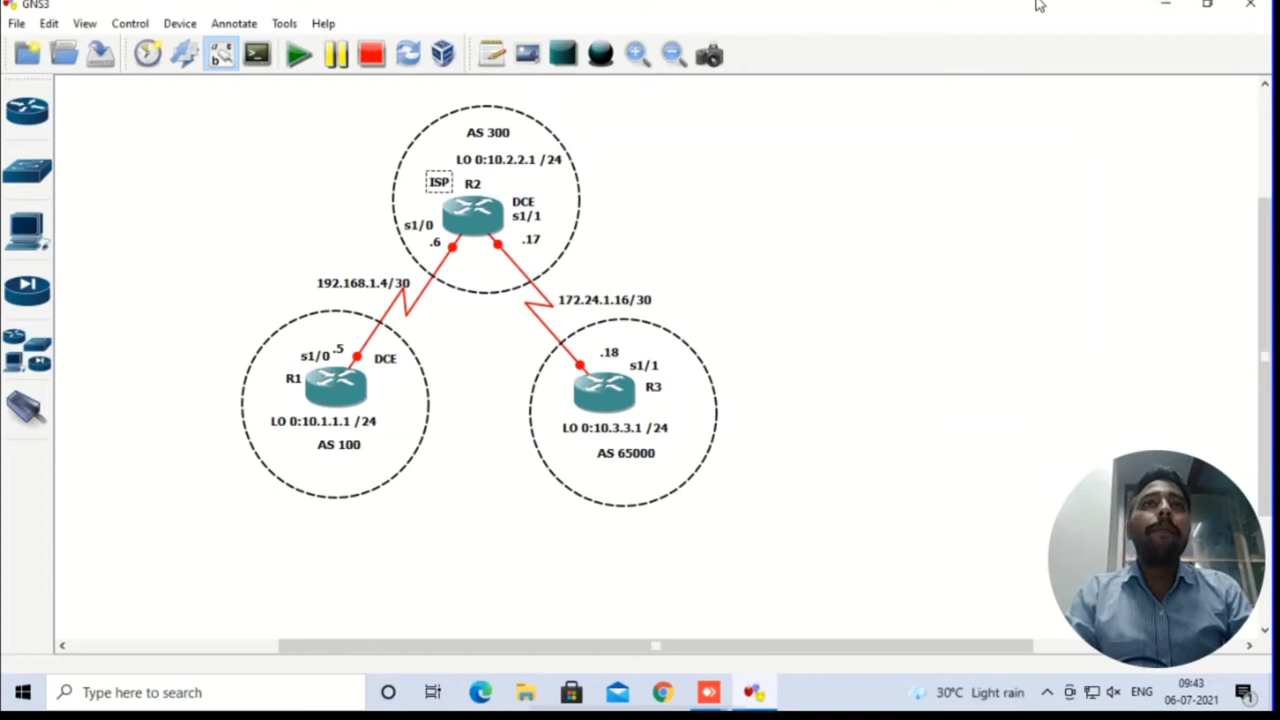 GNS3
File Edit View Control Device Annotate Tools Help
AS 300
LO 0:10.2.2.1 /24
ISP R2
DCE
s1/1
s1/0
.6
.17
192.168.1.4/30
172.24.1.16/30
s1/0 .5 DCE
R1
LO 0:10.1.1.1 /24
AS 100
.18
s1/1
R3
LO 0:10.3.3.1 /24
AS 65000
Type here to search
30°C Light rain
ENG
09:43
06-07-2021
1